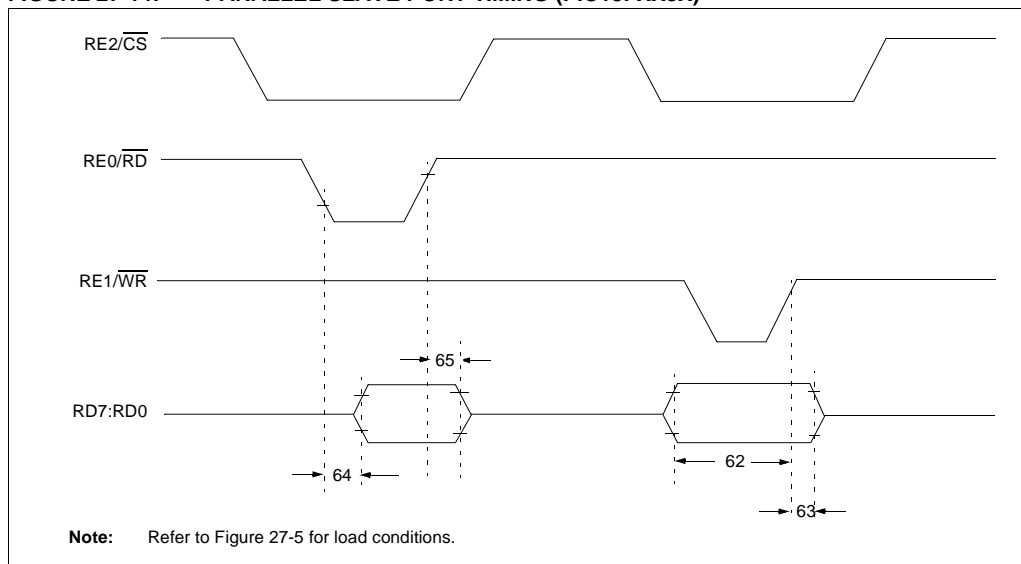 RE2/CS
RE0/RD
RE1/WR
65
RD7:RD0
64
62
63
Note: Refer to Figure 27-5 for load conditions.